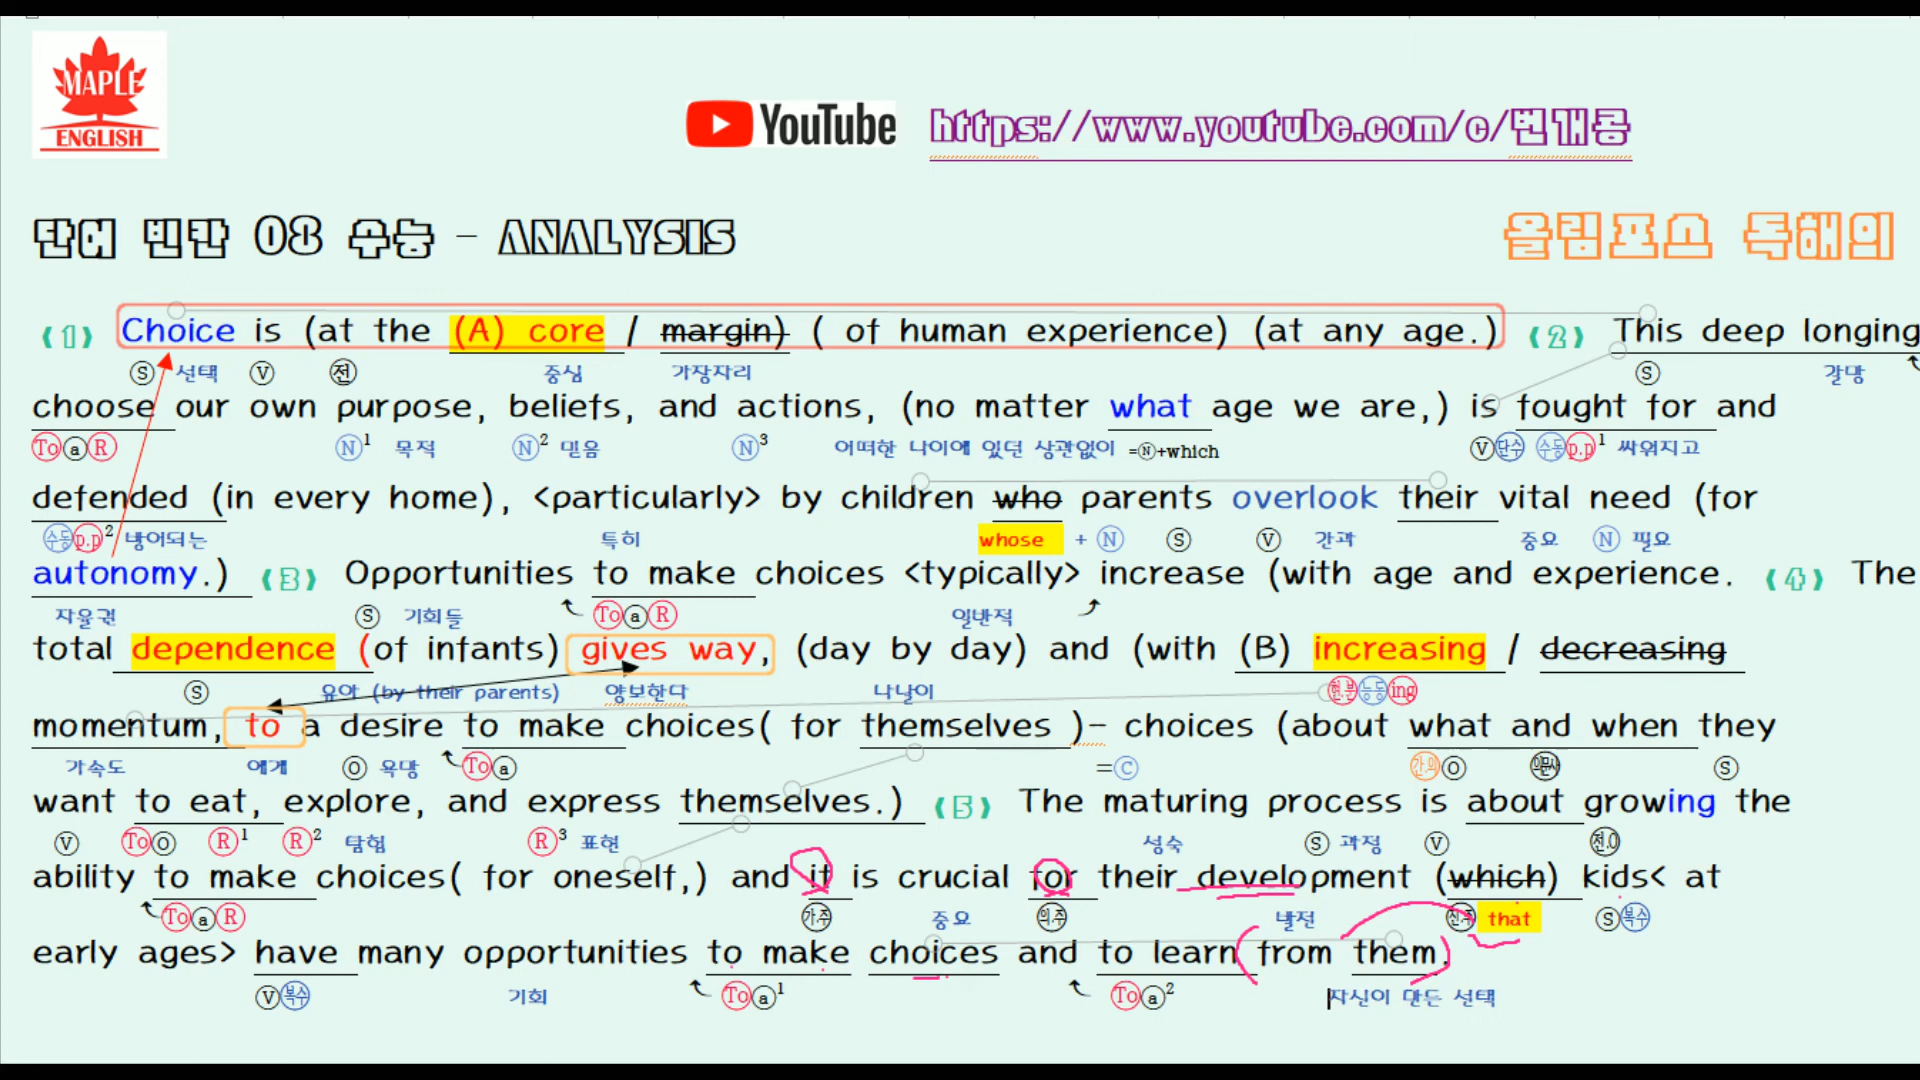 MAPLE
ENGLISH
YouTube https://www.youtube.com/c/번개콩
단어 빈칸 08 수능 - ANALYSIS 올림포스 독해의
(1) Choice is (at the (A) core / margin) ( of human experience) (at any age.) (2) This deep longing
S 선택 V 전 중심 가장자리 S 갈망
choose our own purpose, beliefs, and actions, (no matter what age we are,) is fought for and
To a R N1 목적 N2 믿음 N3 어떠한 나이에 있던 상관없이 =N+which V 단수 수동 p.p1 싸워지고
defended (in every home), <particularly> by children who parents overlook their vital need (for
수동 p.p2 방어되는 특히 whose + N S V 간과 중요 N 필요
autonomy.) (3) Opportunities to make choices <typically> increase (with age and experience. (4) The
자율권 S 기회들 To a R 일반적
total dependence (of infants) gives way, (day by day) and (with (B) increasing / decreasing
S 유아 (by their parents) 양보한다 나날이 현분 능동 ing
momentum, to a desire to make choices( for themselves )- choices (about what and when they
가속도 에게 O 욕망 To a =C 간.의 O 의문사 S
want to eat, explore, and express themselves.) (5) The maturing process is about growing the
V To O R1 R2 탐험 R3 표현 성숙 S 과정 V 전.O
ability to make choices( for oneself,) and it is crucial for their development (which) kids< at
To a R 가주 중요 의.주 발전 that S 복수
early ages> have many opportunities to make choices and to learn (from them).
V 복수 기회 To a1 To a2 자신이 만든 선택